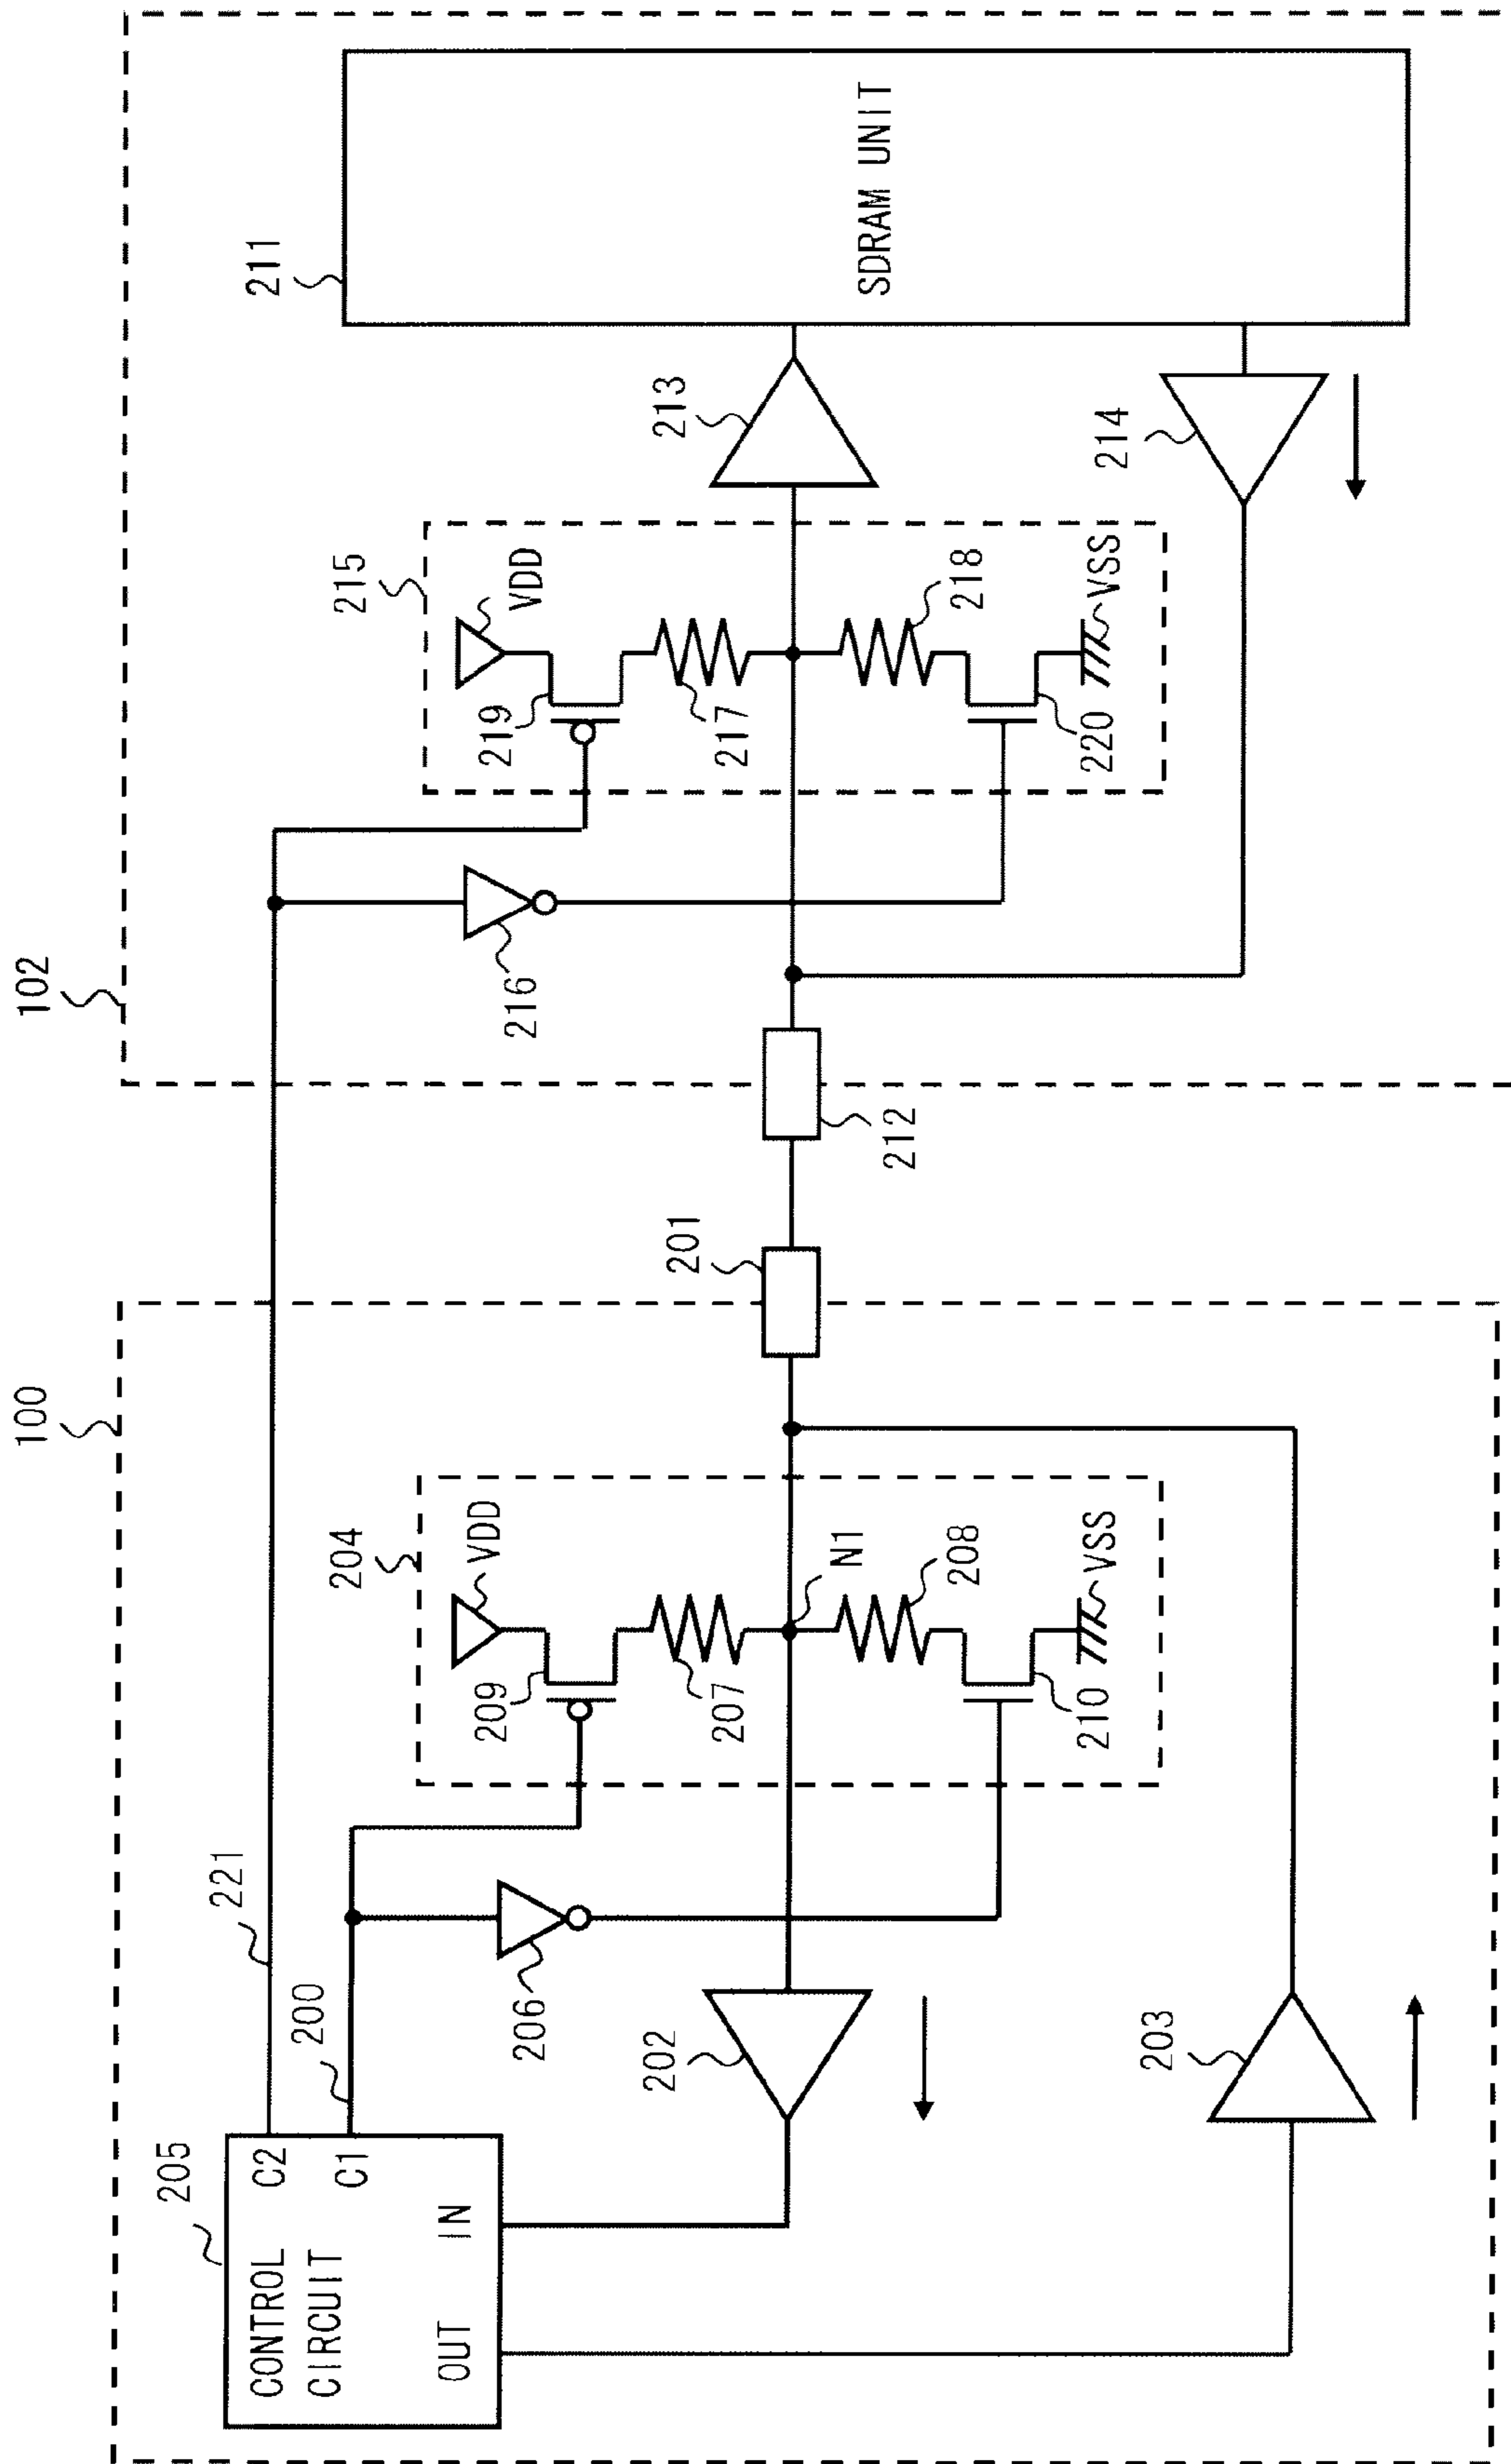 100
102
205
CONTROL
CIRCUIT
C2
C1
OUT
IN
221
200
206
202
203
204
VDD
209
207
N1
208
210
VSS
201
212
216
215
VDD
219
217
218
220
VSS
213
214
211
SDRAM UNIT